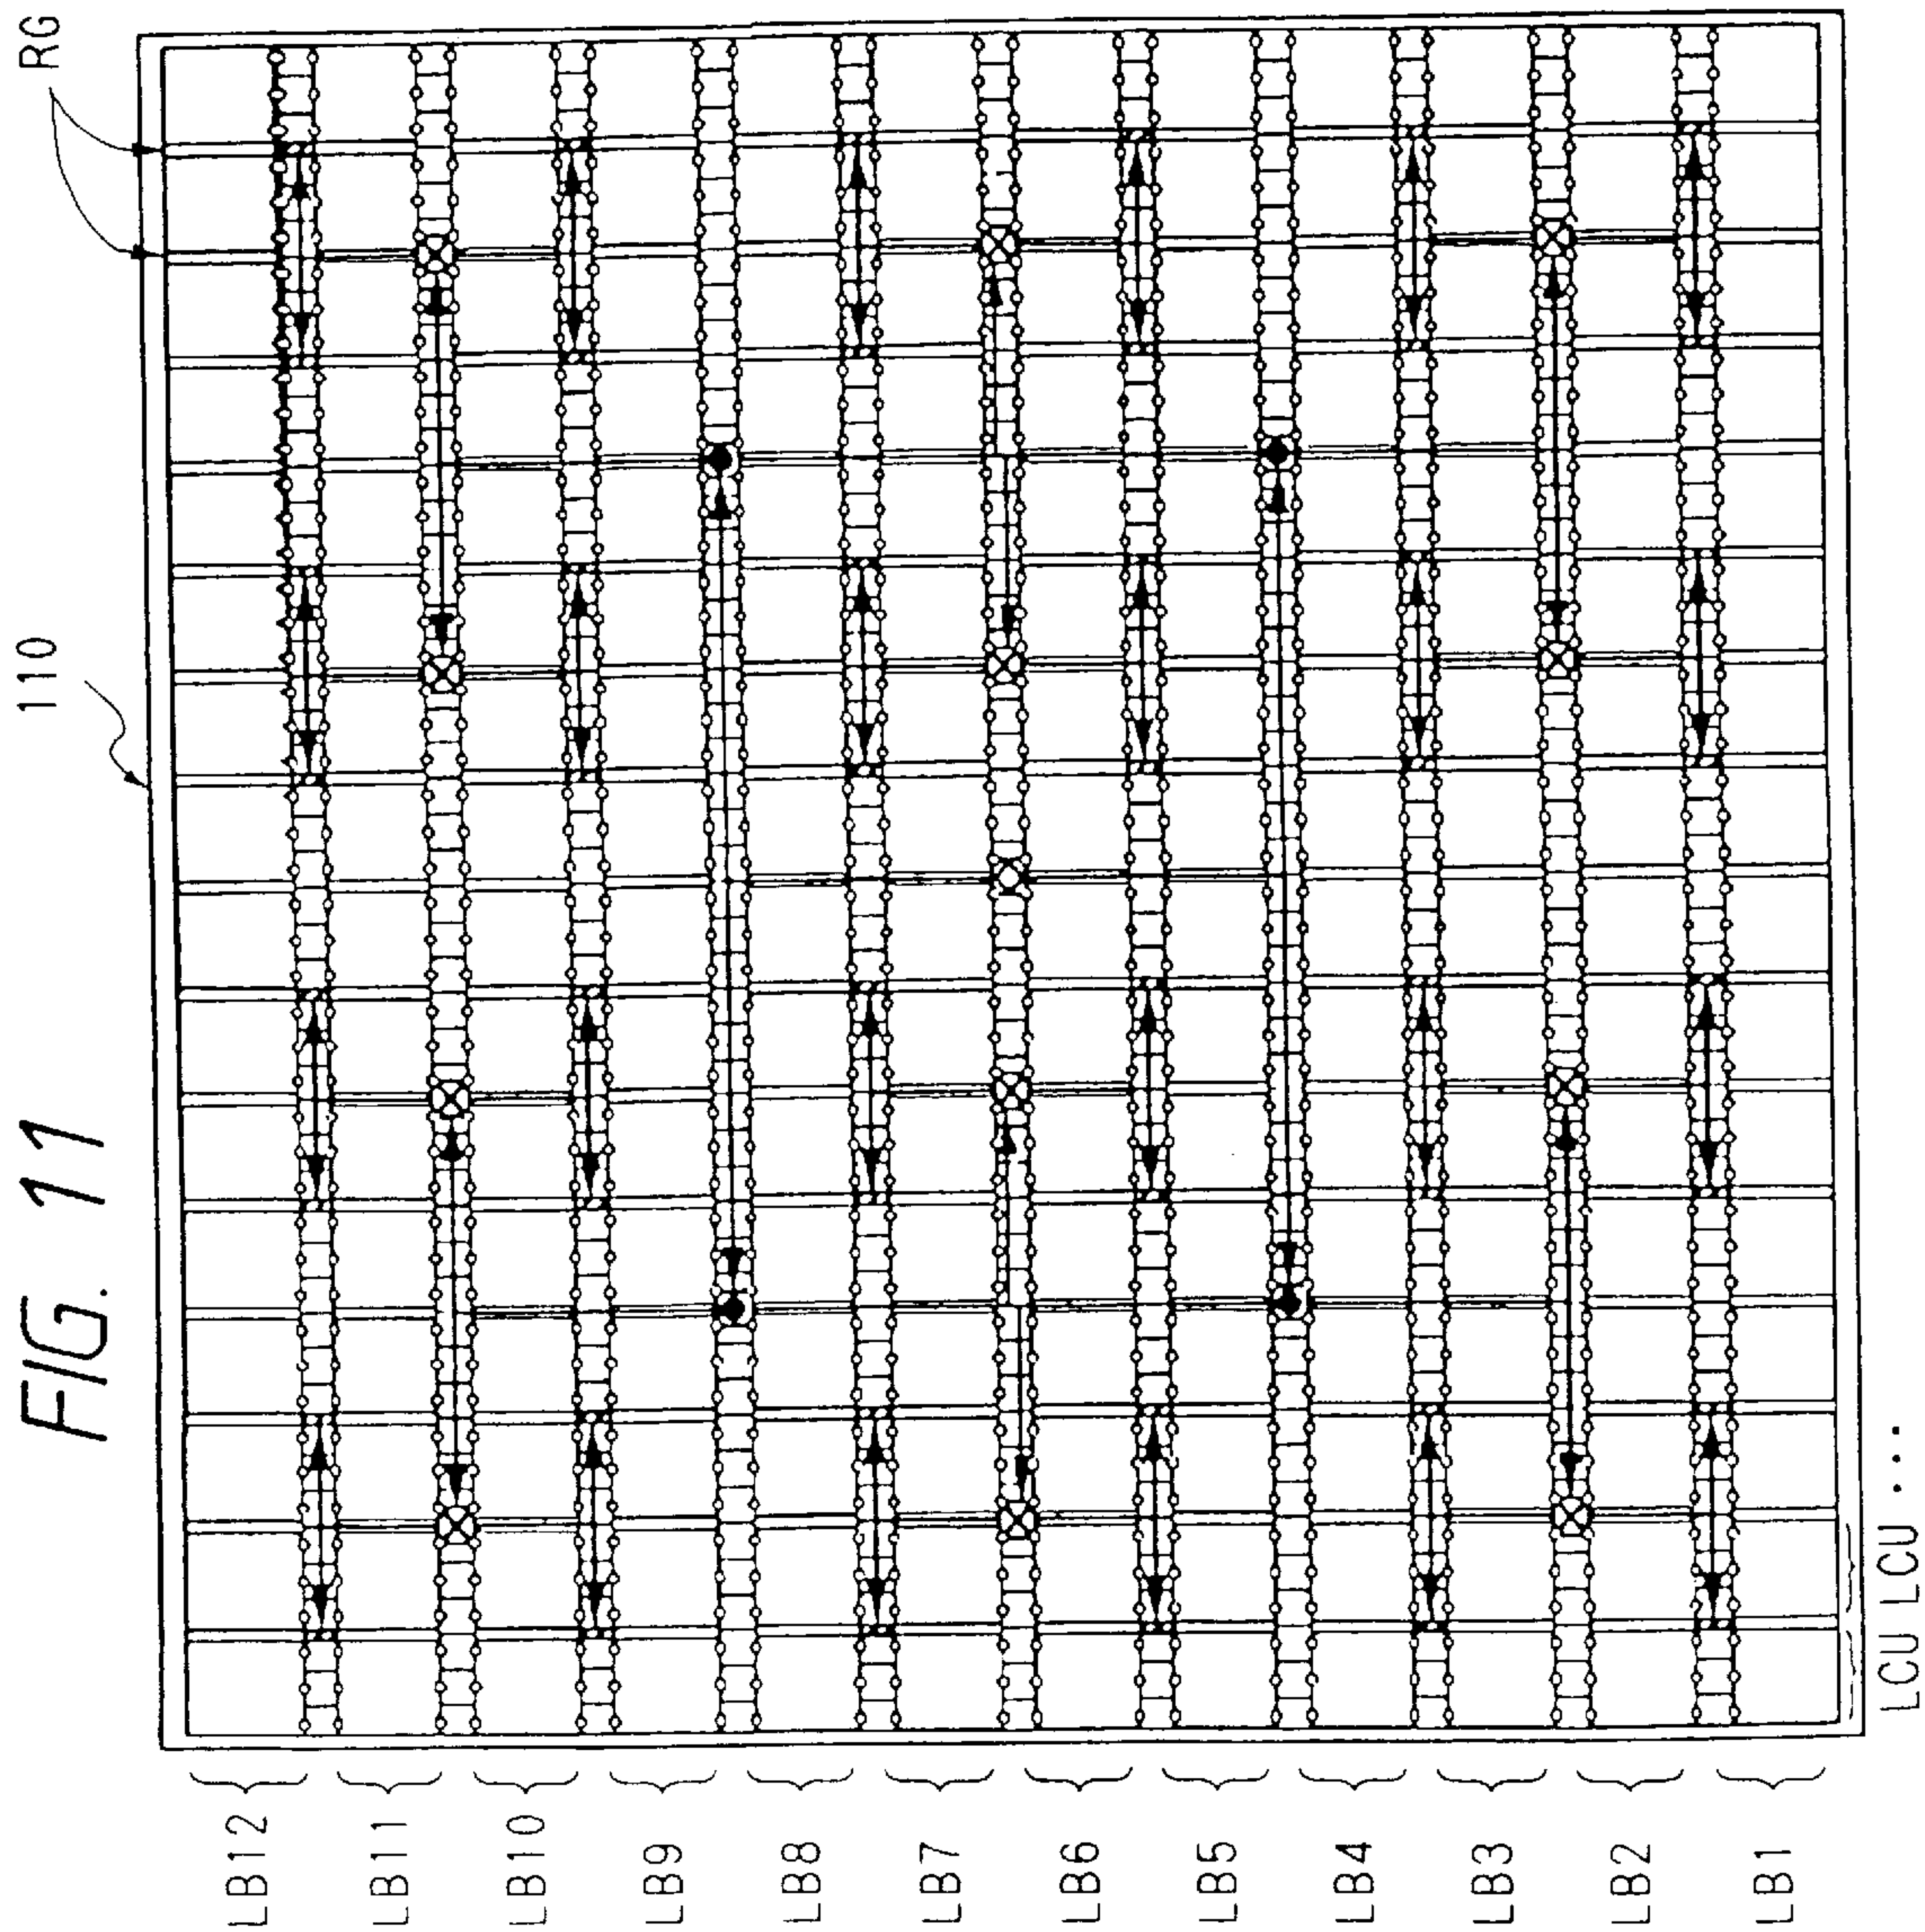 FIG. 11
110
RG
LB12
LB11
LB10
LB9
LB8
LB7
LB6
LB5
LB4
LB3
LB2
LB1
LCU LCU ...